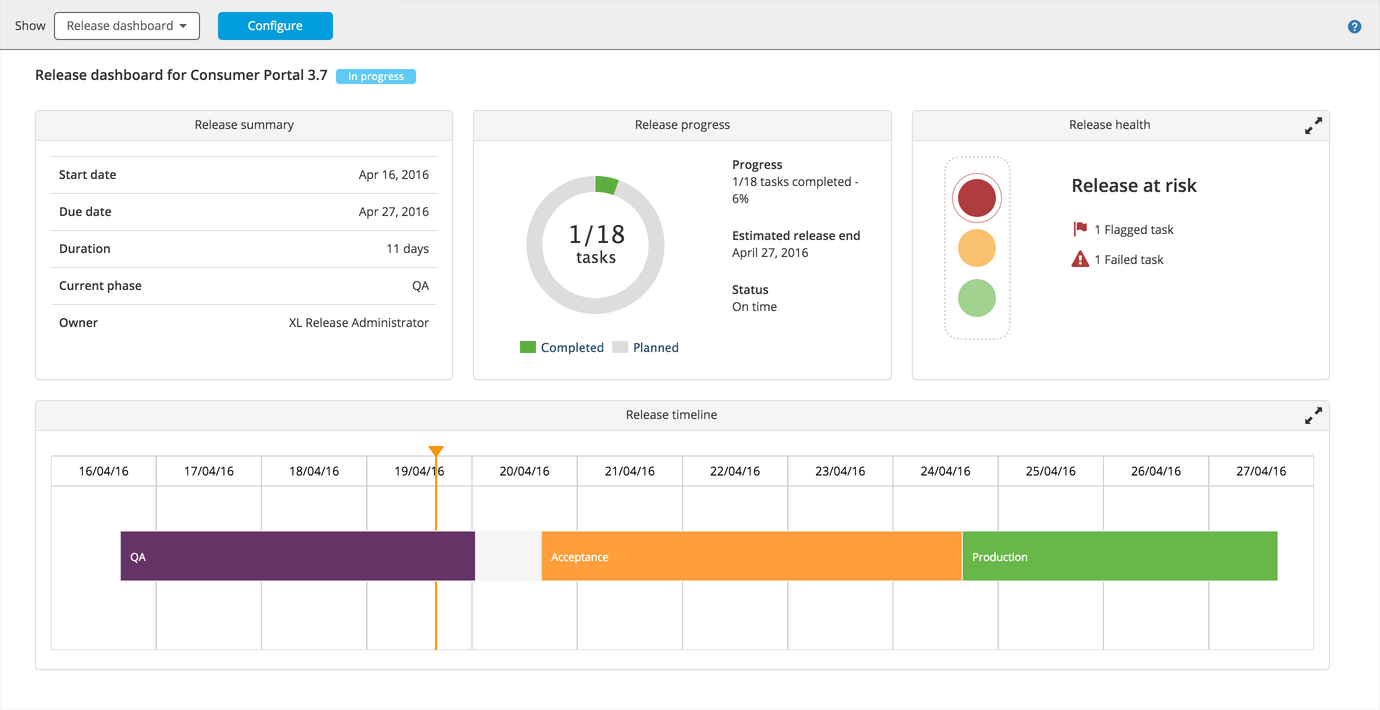 Show Release dashboard Configure ?
Release dashboard for Consumer Portal 3.7 In progress
Release summary
Start date Apr 16, 2016
Due date Apr 27, 2016
Duration 11 days
Current phase QA
Owner XL Release Administrator
Release progress
1/18
tasks
Completed Planned
Progress
1/18 tasks completed -
6%
Estimated release end
April 27, 2016
Status
On time
Release health
Release at risk
1 Flagged task
1 Failed task
Release timeline
16/04/16 17/04/16 18/04/16 19/04/16 20/04/16 21/04/16 22/04/16 23/04/16 24/04/16 25/04/16 26/04/16 27/04/16
QA Acceptance Production